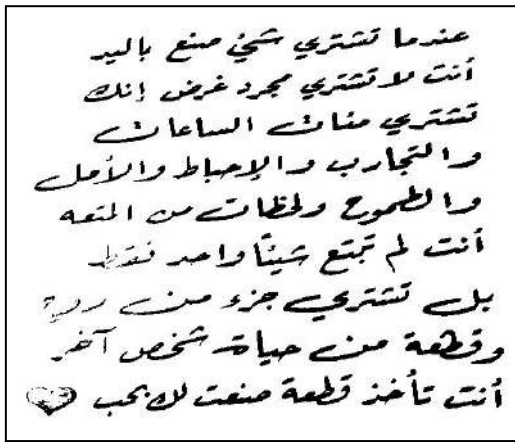 عندما تشتري شئ صنع باليد
أنت لا تشتري مجرد غرض إنك
تشتري مئات الساعات
والتجارب والإحباط والأمل
والطموح ولحظات من المتعه
أنت لم تبتع شيئاً واحد فقط
بل تشتري جزء من
وقطعة من حياة شخص آخر
أنت تأخذ قطعة صنعت لك بحب